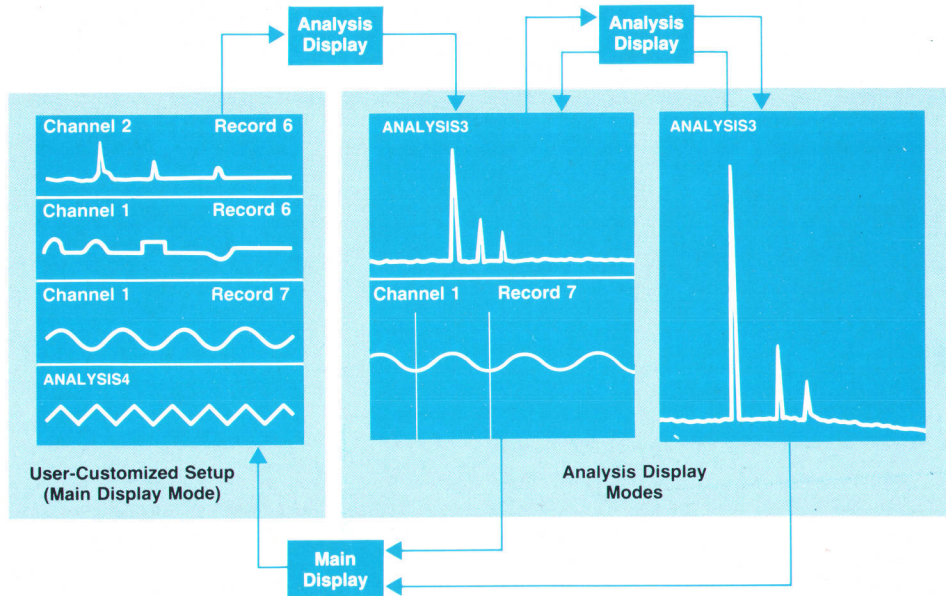 Analysis
Display
Analysis
Display
Channel 2 Record 6
Channel 1 Record 6
Channel 1 Record 7
ANALYSIS4
User-Customized Setup
(Main Display Mode)
ANALYSIS3
Channel 1 Record 7
ANALYSIS3
Analysis Display
Modes
Main
Display